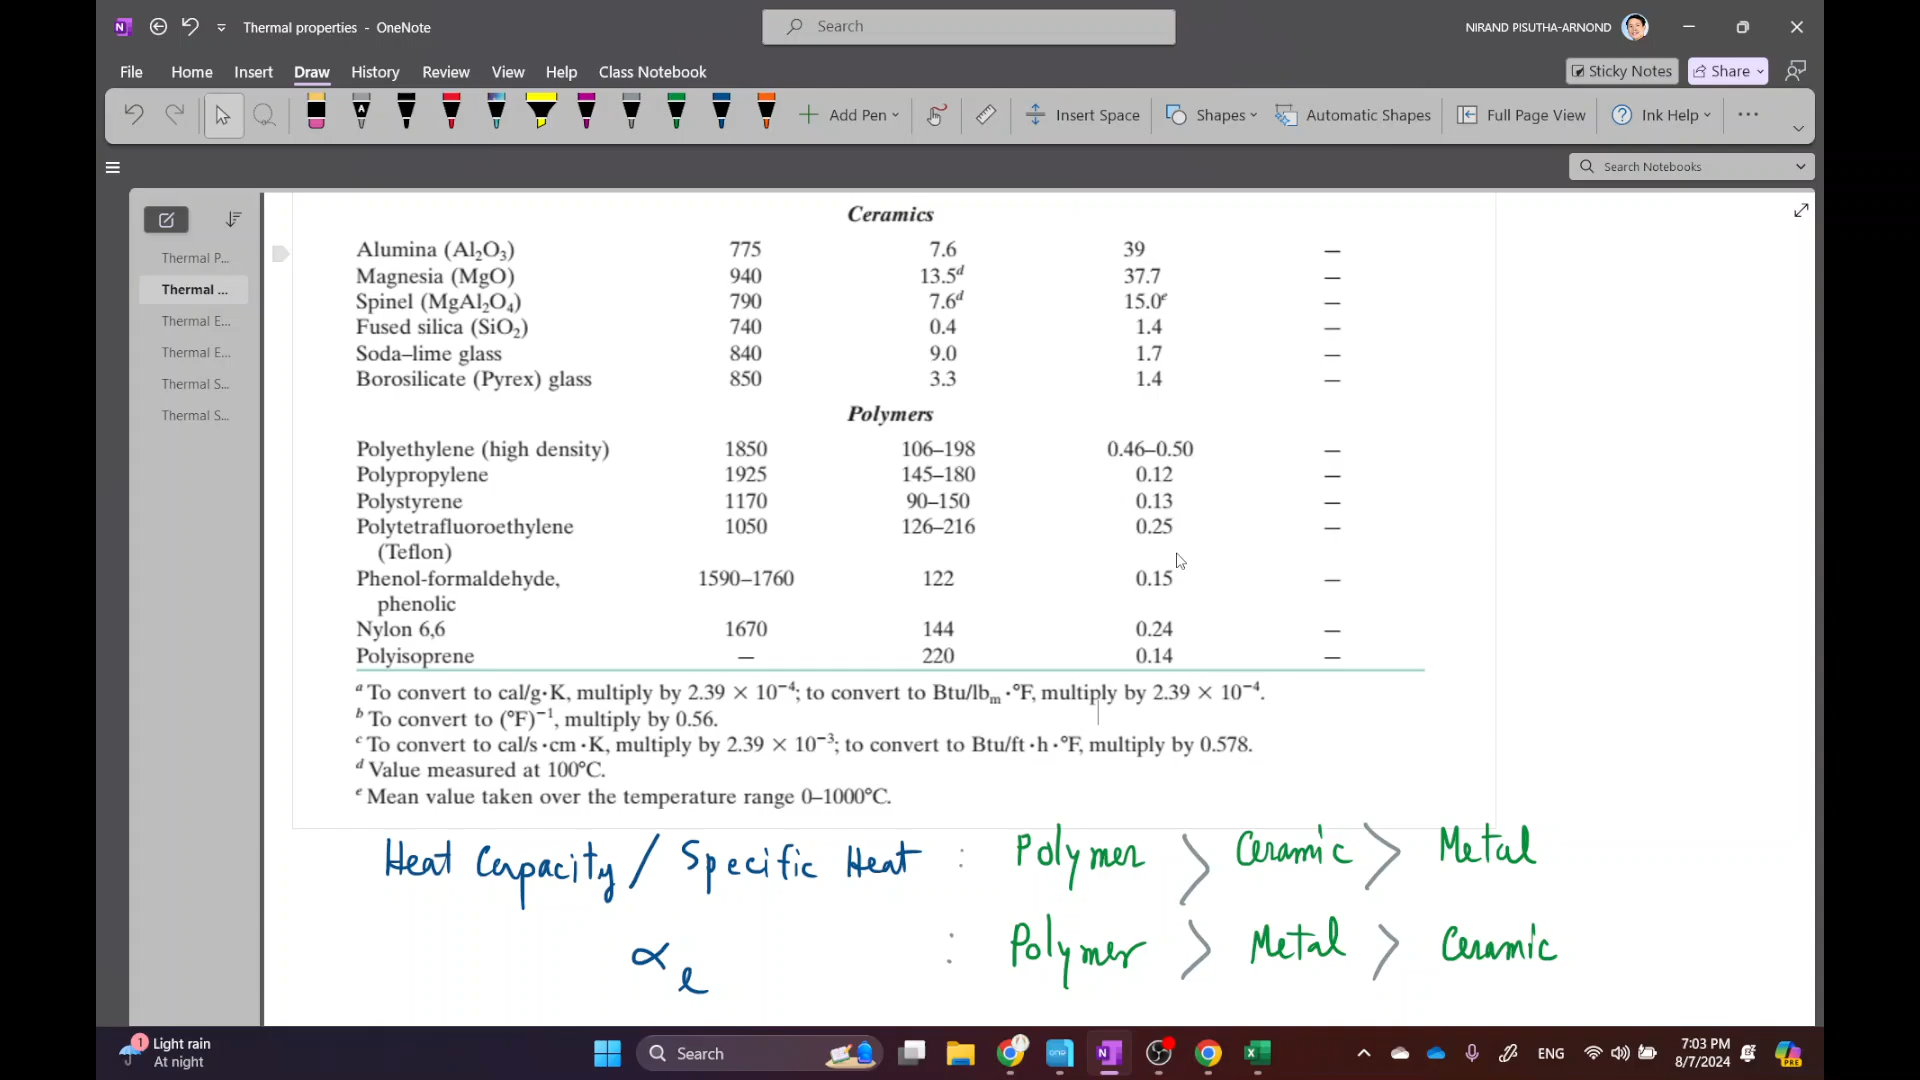 Thermal properties - OneNote
Search
NIRAND PISUTHA-ARNOND
File Home Insert Draw History Review View Help Class Notebook
Sticky Notes Share
Add Pen Insert Space Shapes Automatic Shapes Full Page View Ink Help
Search Notebooks
Thermal P...
Thermal ...
Thermal E...
Thermal E...
Thermal S...
Thermal S...
Ceramics
Alumina (Al₂O₃) 775 7.6 39 —
Magnesia (MgO) 940 13.5ᵈ 37.7 —
Spinel (MgAl₂O₄) 790 7.6ᵈ 15.0ᵉ —
Fused silica (SiO₂) 740 0.4 1.4 —
Soda–lime glass 840 9.0 1.7 —
Borosilicate (Pyrex) glass 850 3.3 1.4 —
Polymers
Polyethylene (high density) 1850 106–198 0.46–0.50 —
Polypropylene 1925 145–180 0.12 —
Polystyrene 1170 90–150 0.13 —
Polytetrafluoroethylene 1050 126–216 0.25 —
(Teflon)
Phenol-formaldehyde, 1590–1760 122 0.15 —
phenolic
Nylon 6,6 1670 144 0.24 —
Polyisoprene — 220 0.14 —
ᵃ To convert to cal/g·K, multiply by 2.39 × 10⁻⁴; to convert to Btu/lbₘ·°F, multiply by 2.39 × 10⁻⁴.
ᵇ To convert to (°F)⁻¹, multiply by 0.56.
ᶜ To convert to cal/s·cm·K, multiply by 2.39 × 10⁻³; to convert to Btu/ft·h·°F, multiply by 0.578.
ᵈ Value measured at 100°C.
ᵉ Mean value taken over the temperature range 0–1000°C.
Heat Capacity / Specific Heat : Polymer > Ceramic > Metal
αₗ : Polymer > Metal > Ceramic
1 Light rain
At night
Search
ENG
7:03 PM
8/7/2024